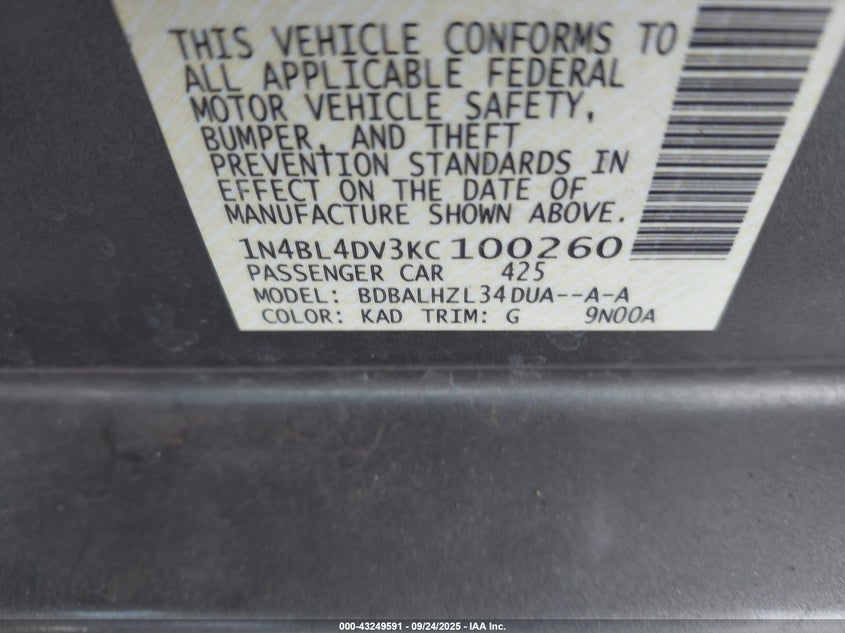 THIS VEHICLE CONFORMS TO
ALL APPLICABLE FEDERAL
MOTOR VEHICLE SAFETY,
BUMPER, AND THEFT
PREVENTION STANDARDS IN
EFFECT ON THE DATE OF
MANUFACTURE SHOWN ABOVE.
1N4BL4DV3KC100260
PASSENGER CAR 425
MODEL: BDBALHZL34DUA--A-A
COLOR: KAD TRIM: G 9N00A
000-43249591 - 09/24/2025 - IAA Inc.